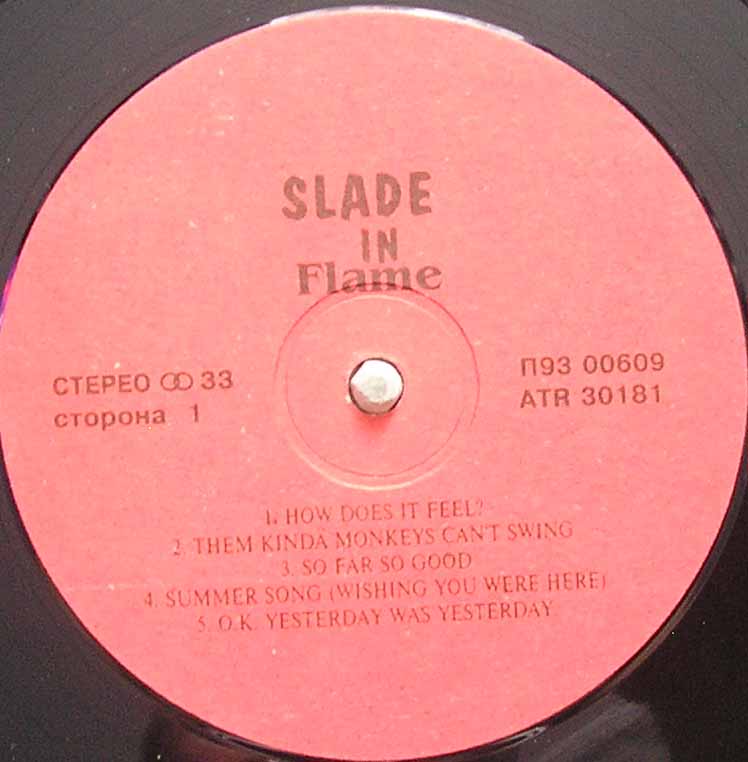 SLADE
IN
Flame
СТЕРЕО 33
сторона 1
П93 00609
ATR 30181
1. HOW DOES IT FEEL?
2. THEM KINDA MONKEYS CAN'T SWING
3. SO FAR SO GOOD
4. SUMMER SONG (WISHING YOU WERE HERE)
5. O.K. YESTERDAY WAS YESTERDAY